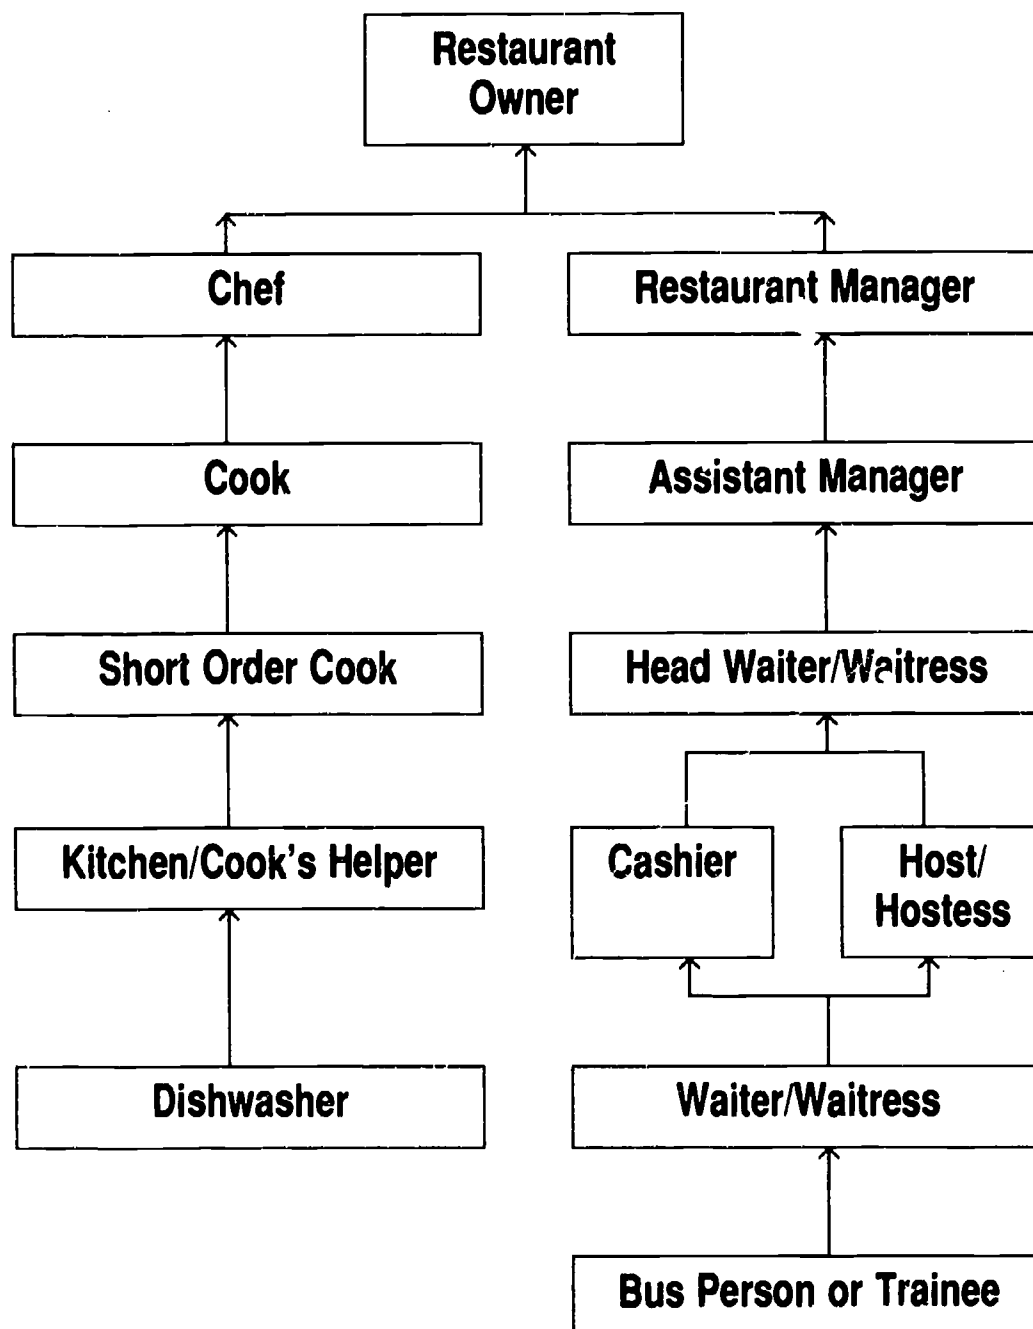 Restaurant
Owner
Chef
Restaurant Manager
Cook
Assistant Manager
Short Order Cook
Head Waiter/Waitress
Kitchen/Cook's Helper
Cashier
Host/
Hostess
Dishwasher
Waiter/Waitress
Bus Person or Trainee